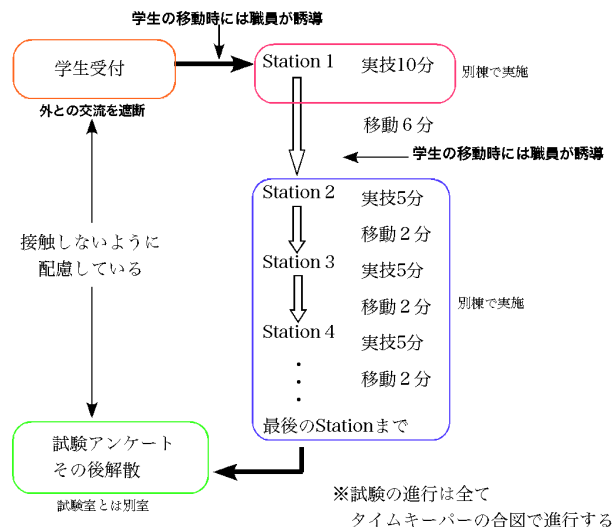 学生の移動時には職員が誘導
学生受付
外との交流を遮断
Station 1 実技10分
別棟で実施
移動６分
学生の移動時には職員が誘導
Station 2 実技5分
移動２分
Station 3 実技5分
移動２分
別棟で実施
Station 4 実技5分
移動２分
・
・
・
最後のStationまで
接触しないように
配慮している
試験アンケート
その後解散
試験室とは別室
※試験の進行は全て
タイムキーパーの合図で進行する